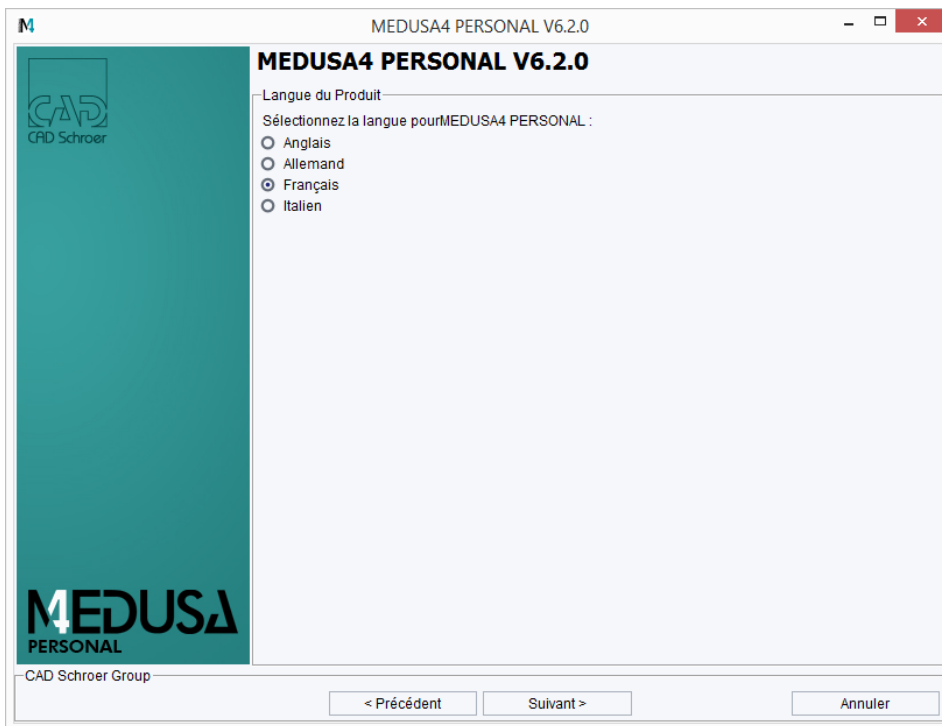 MEDUSA4 PERSONAL V6.2.0
MEDUSA4 PERSONAL V6.2.0
CAD
CAD Schroer
Langue du Produit
Sélectionnez la langue pourMEDUSA4 PERSONAL :
Anglais
Allemand
Français
Italien
M4EDUSA
PERSONAL
CAD Schroer Group
< Précédent
Suivant >
Annuler